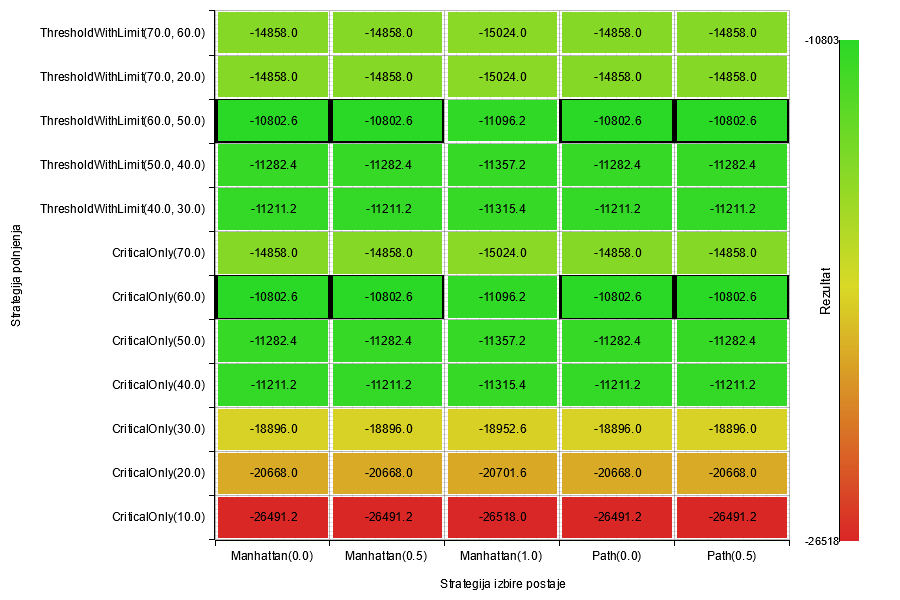 ThresholdWithLimit(70.0, 60.0) -14858.0 -14858.0 -15024.0 -14858.0 -14858.0
ThresholdWithLimit(70.0, 20.0) -14858.0 -14858.0 -15024.0 -14858.0 -14858.0
ThresholdWithLimit(60.0, 50.0) -10802.6 -10802.6 -11096.2 -10802.6 -10802.6
ThresholdWithLimit(50.0, 40.0) -11282.4 -11282.4 -11357.2 -11282.4 -11282.4
ThresholdWithLimit(40.0, 30.0) -11211.2 -11211.2 -11315.4 -11211.2 -11211.2
CriticalOnly(70.0) -14858.0 -14858.0 -15024.0 -14858.0 -14858.0
CriticalOnly(60.0) -10802.6 -10802.6 -11096.2 -10802.6 -10802.6
CriticalOnly(50.0) -11282.4 -11282.4 -11357.2 -11282.4 -11282.4
CriticalOnly(40.0) -11211.2 -11211.2 -11315.4 -11211.2 -11211.2
CriticalOnly(30.0) -18896.0 -18896.0 -18952.6 -18896.0 -18896.0
CriticalOnly(20.0) -20668.0 -20668.0 -20701.6 -20668.0 -20668.0
CriticalOnly(10.0) -26491.2 -26491.2 -26518.0 -26491.2 -26491.2
Manhattan(0.0) Manhattan(0.5) Manhattan(1.0) Path(0.0) Path(0.5)
Strategija izbire postaje
Strategija polnjenja
-10803
Rezultat
-26518